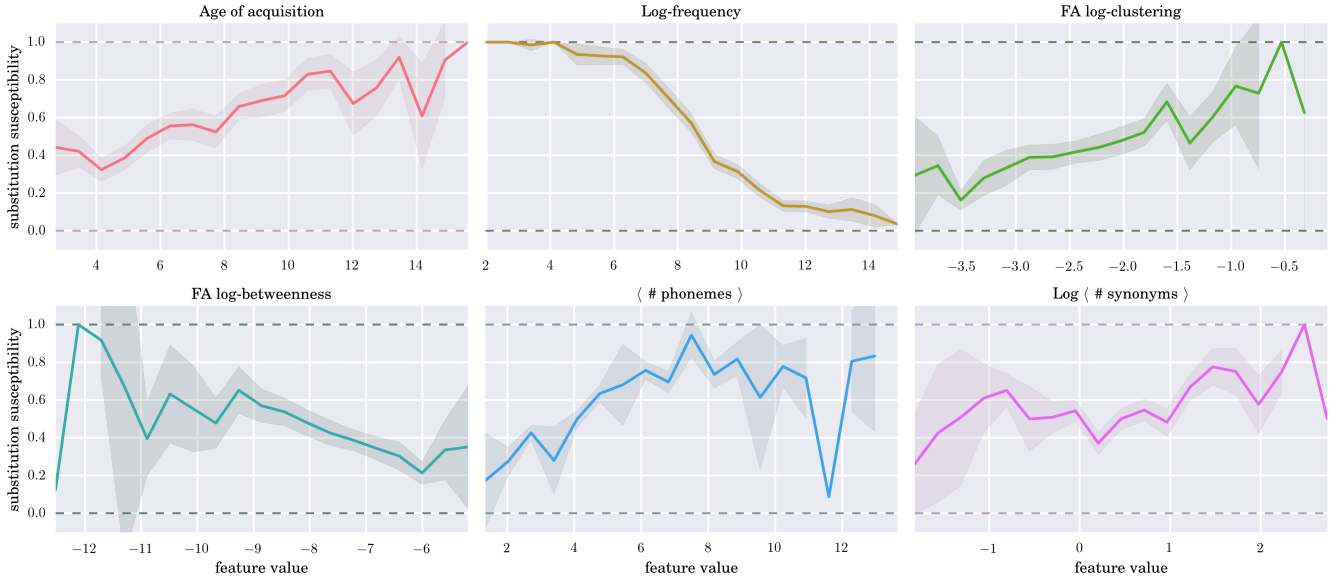 Age of acquisition
Log-frequency
FA log-clustering
substitution susceptibility
1.0
0.8
0.6
0.4
0.2
0.0
4 6 8 10 12 14
2 4 6 8 10 12 14
−3.5 −3.0 −2.5 −2.0 −1.5 −1.0 −0.5
FA log-betweenness
⟨ # phonemes ⟩
Log ⟨ # synonyms ⟩
substitution susceptibility
1.0
0.8
0.6
0.4
0.2
0.0
−12 −11 −10 −9 −8 −7 −6
2 4 6 8 10 12
−1 0 1 2
feature value
feature value
feature value